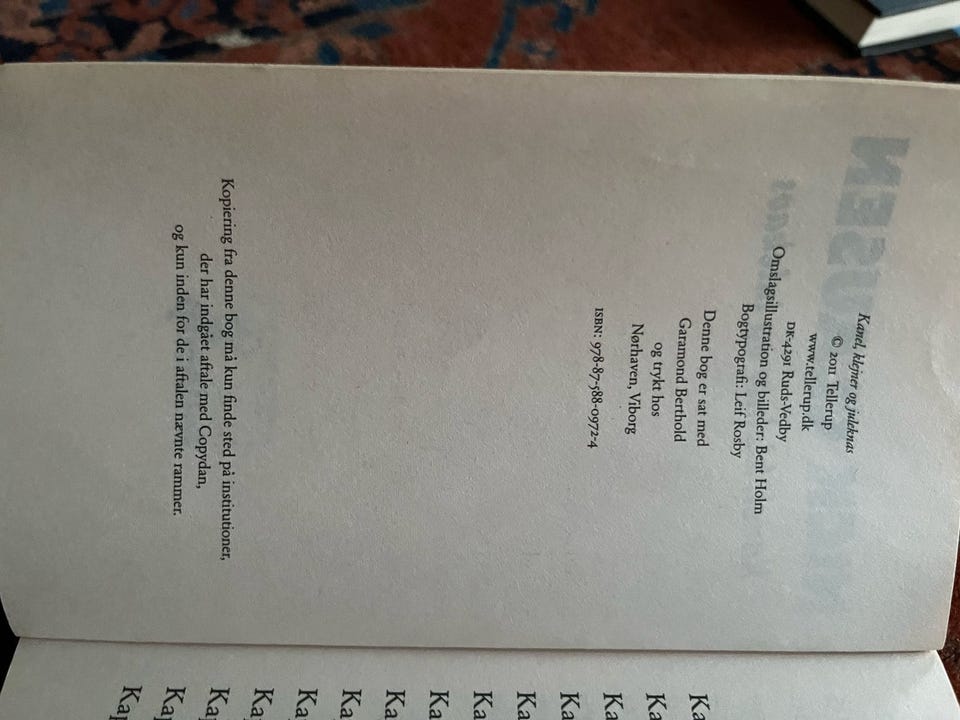 Kanel, klejner og juleknas
© 2011 Tellerup
www.tellerup.dk
DK-4291 Ruds-Vedby
Omslagsillustration og billeder: Bent Holm
Bogtypografi: Leif Rosby
Denne bog er sat med
Garamond Berthold
og trykt hos
Nørhaven, Viborg
ISBN: 978-87-588-0972-4
Kopiering fra denne bog må kun finde sted på institutioner,
der har indgået aftale med Copydan,
og kun inden for de i aftalen nævnte rammer.